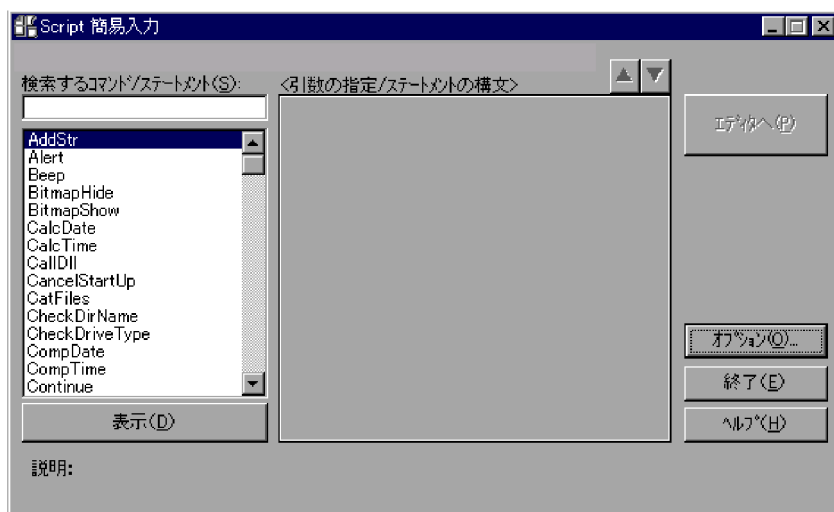 Script 簡易入力
検索するｺﾏﾝﾄﾞ/ｽﾃｰﾄﾒﾝﾄ(S):
<引数の指定/ｽﾃｰﾄﾒﾝﾄの構文>
ｴﾃﾞｨﾀへ(P)
AddStr
Alert
Beep
BitmapHide
BitmapShow
CalcDate
CalcTime
CallDll
CancelStartUp
CatFiles
CheckDirName
CheckDriveType
CompDate
CompTime
Continue
ｵﾌﾟｼｮﾝ(O)...
終了(E)
表示(D)
ﾍﾙﾌﾟ(H)
説明: